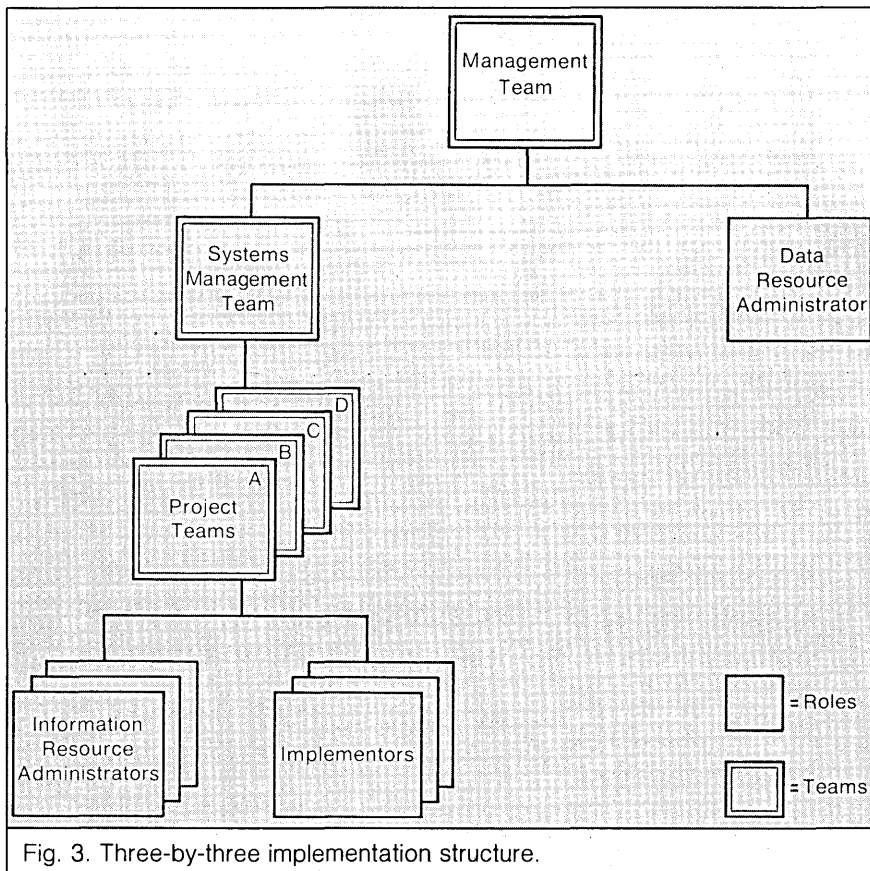 Management
Team
Systems
Management
Team
Data
Resource
Administrator
D
C
B
A
Project
Teams
Information
Resource
Administrators
Implementors
= Roles
= Teams
Fig. 3. Three-by-three implementation structure.